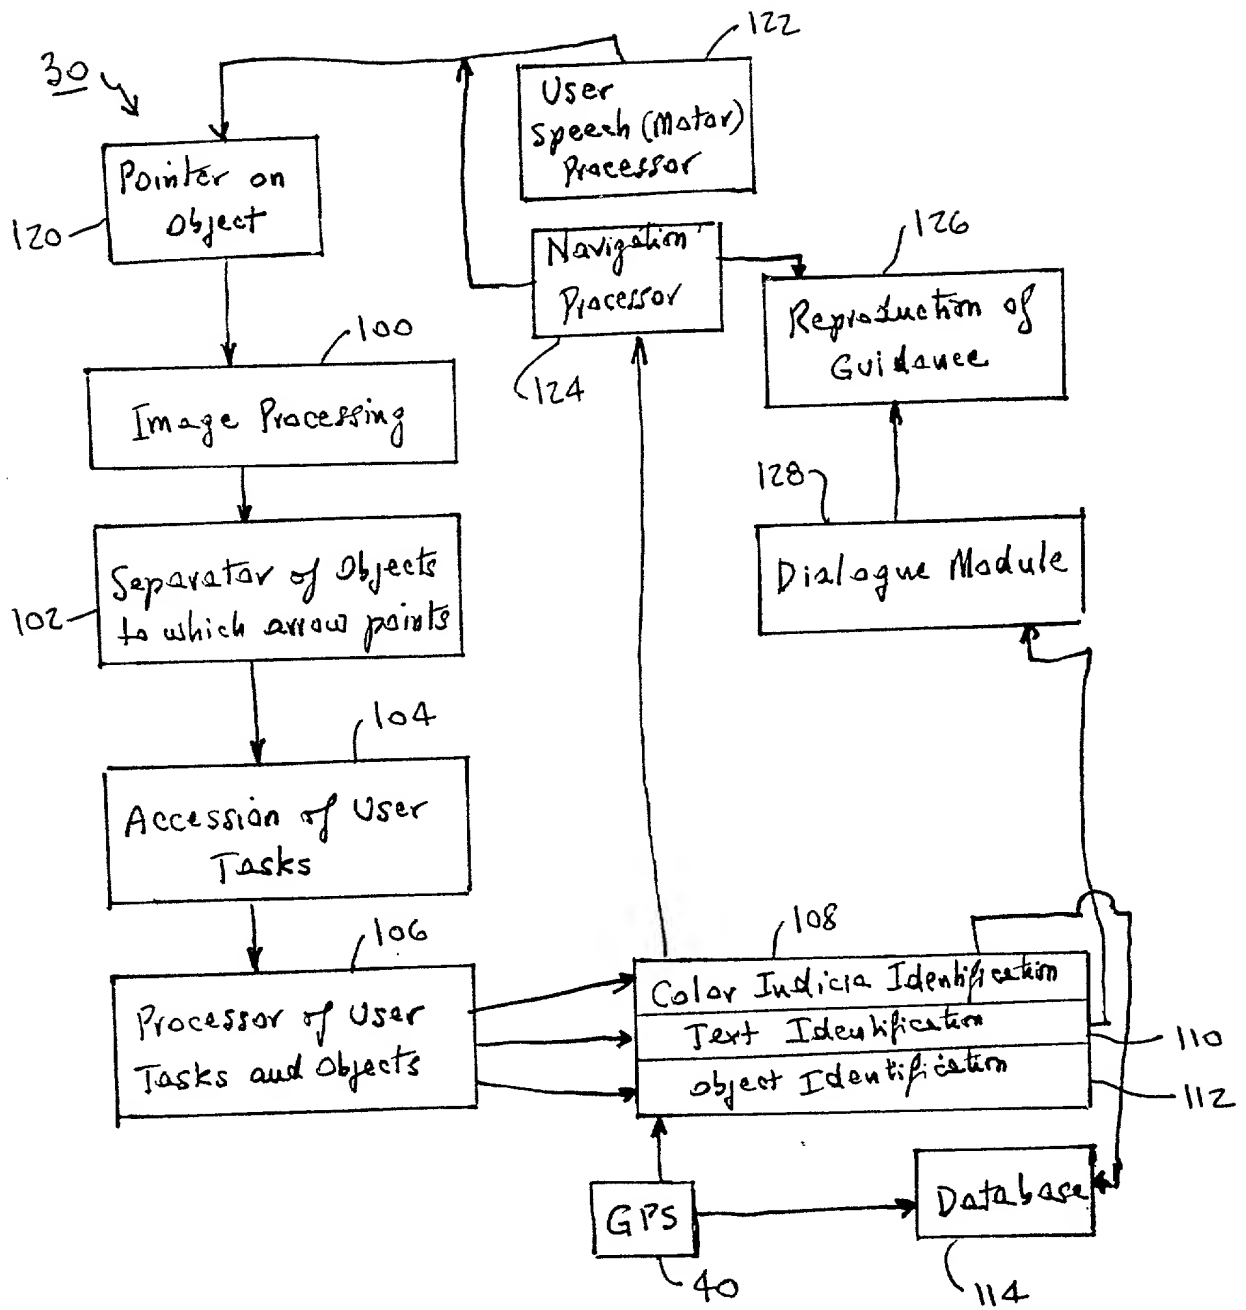 30
122
User
Speech (Motor)
Processor
Pointer on
Object
120
Navigation
Processor
124
126
Reproduction of
Guidance
100
Image Processing
128
Dialogue Module
Separator of Objects
to which arrow points
102
104
Accession of User
Tasks
106
Processor of User
Tasks and Objects
108
Color Indicia Identification
Text Identification
110
Object Identification
112
GPS
40
Database
114